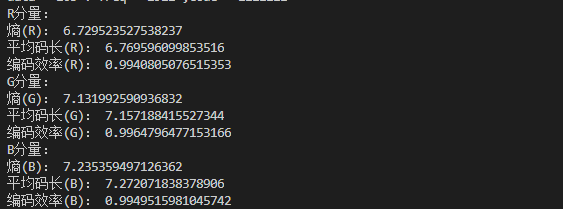 R分量:
熵(R): 6.729523527538237
平均码长(R): 6.769596099853516
编码效率(R): 0.9940805076515353
G分量:
熵(G): 7.131992590936832
平均码长(G): 7.157188415527344
编码效率(G): 0.9964796477153166
B分量:
熵(B): 7.235359497126362
平均码长(B): 7.272071838378906
编码效率(B): 0.9949515981045742